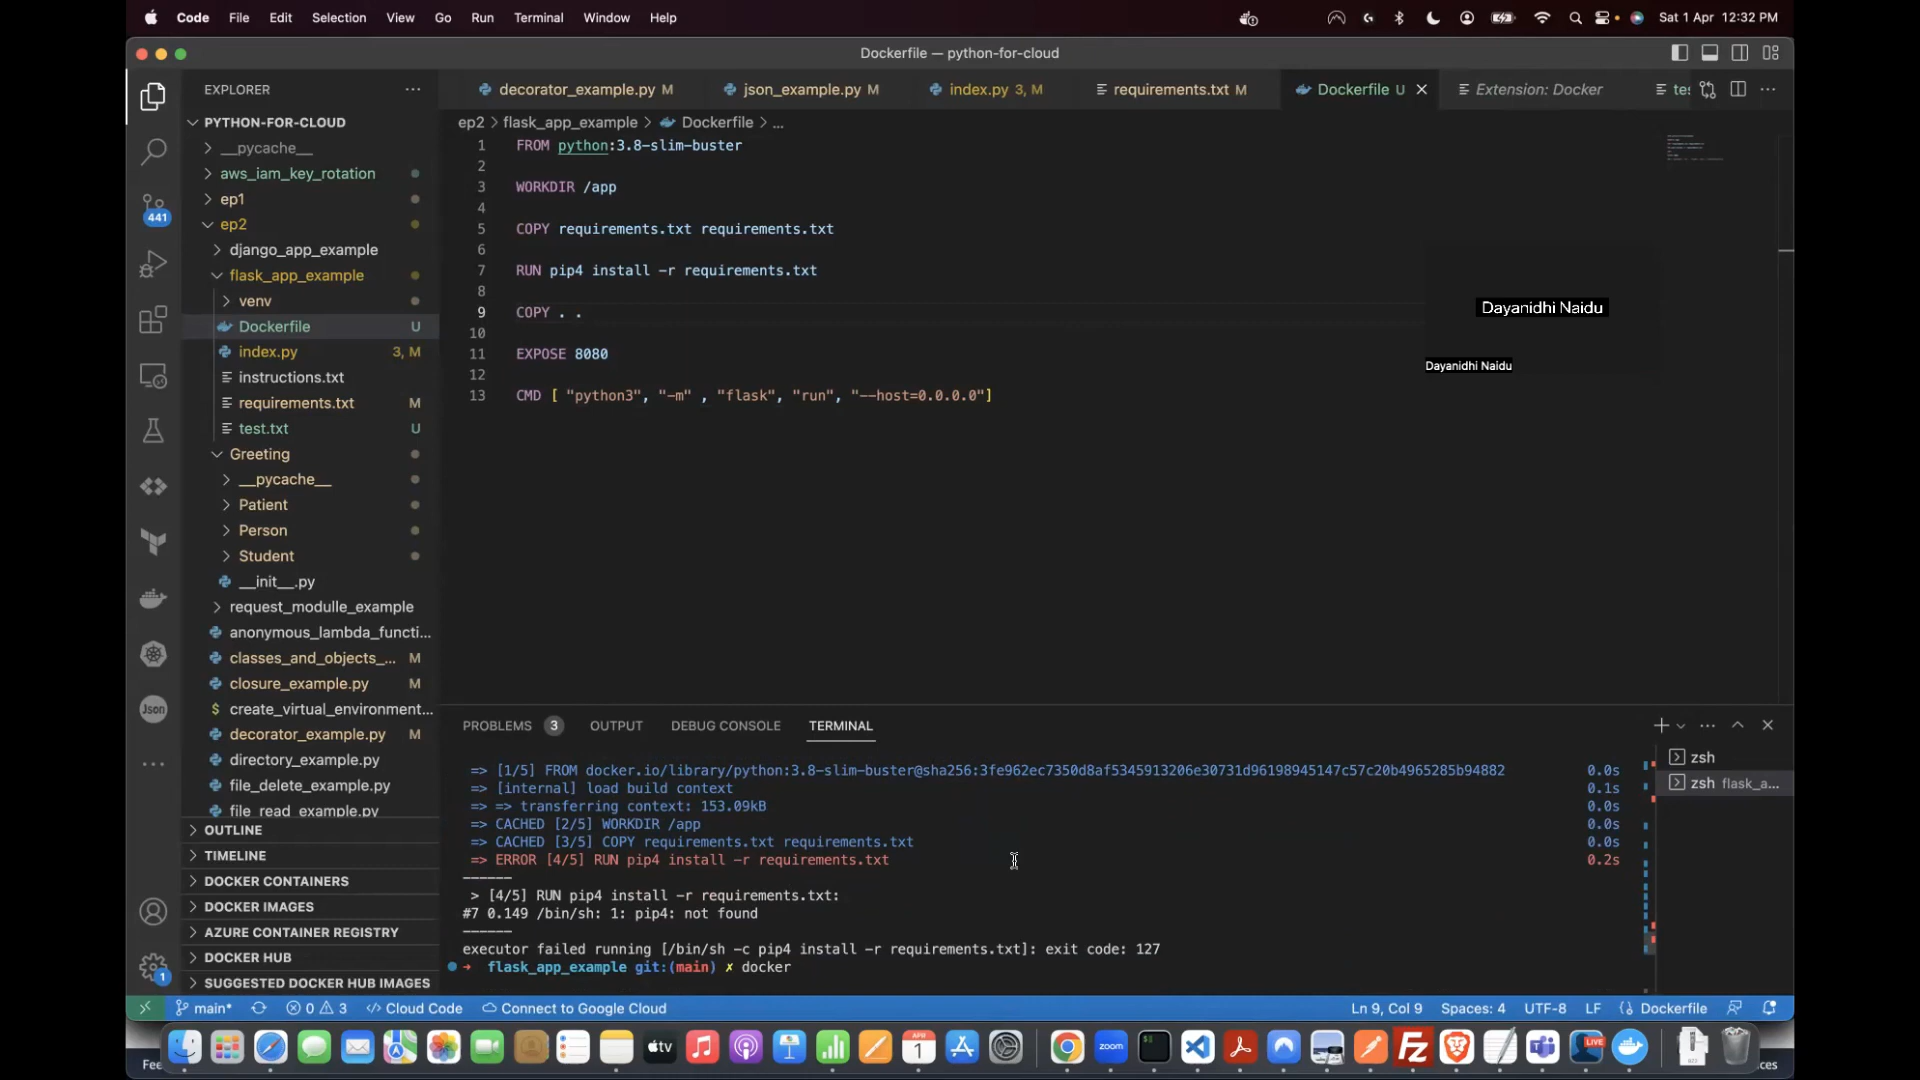 Code File Edit Selection View Go Run Terminal Window Help
Sat 1 Apr 12:32 PM
Dockerfile — python-for-cloud
EXPLORER
decorator_example.py M
json_example.py M
index.py 3, M
requirements.txt M
Dockerfile U
Extension: Docker
tes
PYTHON-FOR-CLOUD
__pycache__
aws_iam_key_rotation
ep1
ep2
django_app_example
flask_app_example
venv
Dockerfile U
index.py 3, M
instructions.txt
requirements.txt M
test.txt U
Greeting
__pycache__
Patient
Person
Student
__init__.py
request_modulle_example
anonymous_lambda_functi...
classes_and_objects_... M
closure_example.py M
create_virtual_environment...
decorator_example.py M
directory_example.py
file_delete_example.py
file_read_example.py
OUTLINE
TIMELINE
DOCKER CONTAINERS
DOCKER IMAGES
AZURE CONTAINER REGISTRY
DOCKER HUB
SUGGESTED DOCKER HUB IMAGES
441
Json
1
ep2 > flask_app_example > Dockerfile > ...
1 FROM python:3.8-slim-buster
2
3 WORKDIR /app
4
5 COPY requirements.txt requirements.txt
6
7 RUN pip4 install -r requirements.txt
8
9 COPY . .
10
11 EXPOSE 8080
12
13 CMD [ "python3", "-m" , "flask", "run", "--host=0.0.0.0"]
Dayanidhi Naidu
Dayanidhi Naidu
PROBLEMS 3 OUTPUT DEBUG CONSOLE TERMINAL
=> [1/5] FROM docker.io/library/python:3.8-slim-buster@sha256:3fe962ec7350d8af5345913206e30731d96198945147c57c20b4965285b94882 0.0s
=> [internal] load build context 0.1s
=> => transferring context: 153.09kB 0.0s
=> CACHED [2/5] WORKDIR /app 0.0s
=> CACHED [3/5] COPY requirements.txt requirements.txt 0.0s
=> ERROR [4/5] RUN pip4 install -r requirements.txt 0.2s
------
> [4/5] RUN pip4 install -r requirements.txt:
#7 0.149 /bin/sh: 1: pip4: not found
------
executor failed running [/bin/sh -c pip4 install -r requirements.txt]: exit code: 127
➜ flask_app_example git:(main) ✗ docker
zsh
zsh flask_a...
main* 0 3 Cloud Code Connect to Google Cloud
Ln 9, Col 9 Spaces: 4 UTF-8 LF Dockerfile
tv
APR
1
zoom
LIVE
Fee
ces